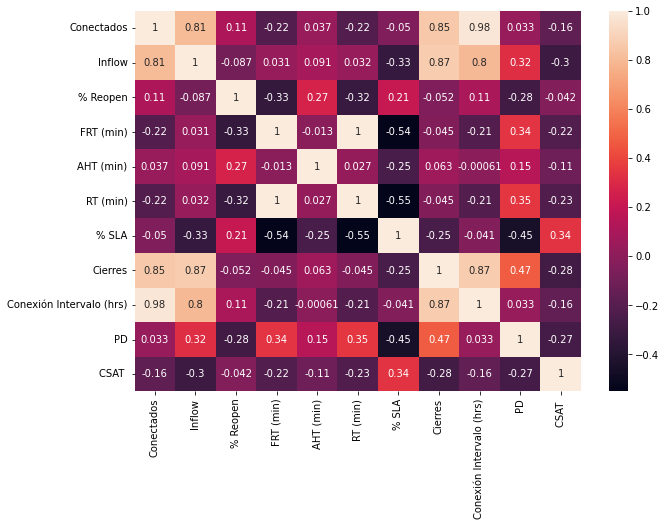 Conectados 1 0.81 0.11 -0.22 0.037 -0.22 -0.05 0.85 0.98 0.033 -0.16
Inflow 0.81 1 -0.087 0.031 0.091 0.032 -0.33 0.87 0.8 0.32 -0.3
% Reopen 0.11 -0.087 1 -0.33 0.27 -0.32 0.21 -0.052 0.11 -0.28 -0.042
FRT (min) -0.22 0.031 -0.33 1 -0.013 1 -0.54 -0.045 -0.21 0.34 -0.22
AHT (min) 0.037 0.091 0.27 -0.013 1 0.027 -0.25 0.063 -0.00061 0.15 -0.11
RT (min) -0.22 0.032 -0.32 1 0.027 1 -0.55 -0.045 -0.21 0.35 -0.23
% SLA -0.05 -0.33 0.21 -0.54 -0.25 -0.55 1 -0.25 -0.041 -0.45 0.34
Cierres 0.85 0.87 -0.052 -0.045 0.063 -0.045 -0.25 1 0.87 0.47 -0.28
Conexión Intervalo (hrs) 0.98 0.8 0.11 -0.21 -0.00061 -0.21 -0.041 0.87 1 0.033 -0.16
PD 0.033 0.32 -0.28 0.34 0.15 0.35 -0.45 0.47 0.033 1 -0.27
CSAT -0.16 -0.3 -0.042 -0.22 -0.11 -0.23 0.34 -0.28 -0.16 -0.27 1
Conectados
Inflow
% Reopen
FRT (min)
AHT (min)
RT (min)
% SLA
Cierres
Conexión Intervalo (hrs)
PD
CSAT
1.0
0.8
0.6
0.4
0.2
0.0
−0.2
−0.4